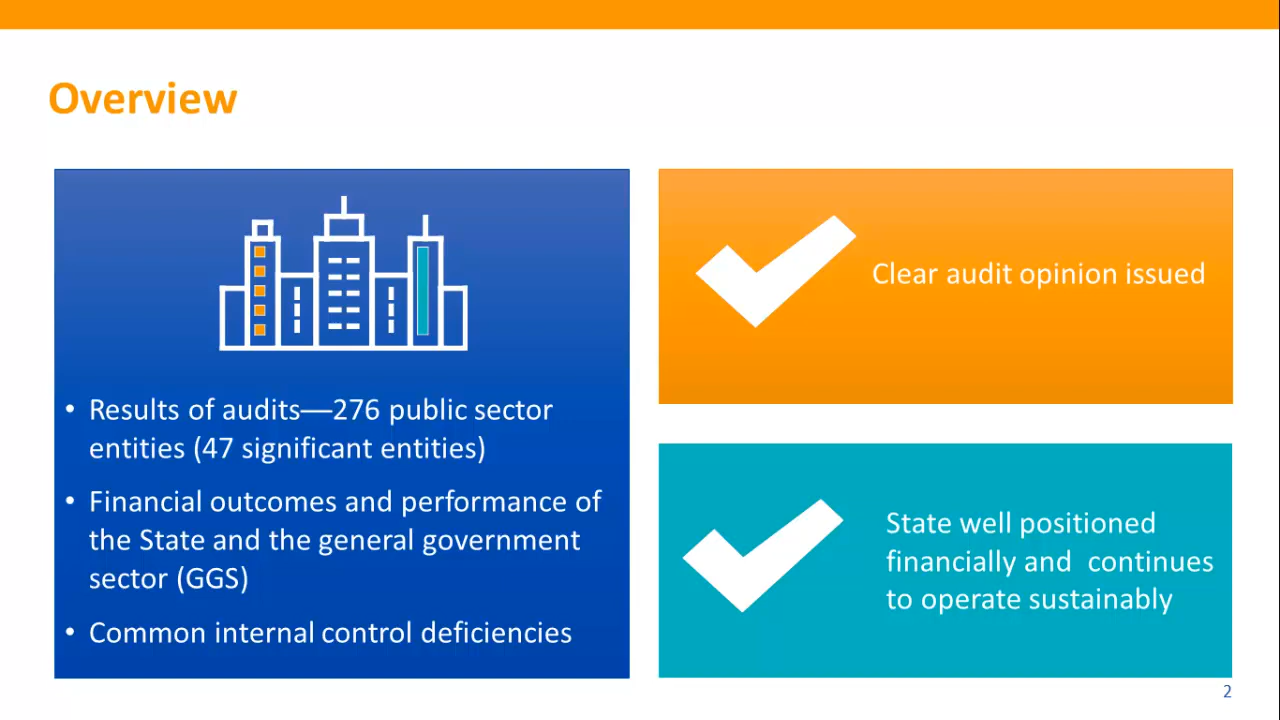 Overview
• Results of audits—276 public sector
entities (47 significant entities)
• Financial outcomes and performance of
the State and the general government
sector (GGS)
• Common internal control deficiencies
Clear audit opinion issued
State well positioned
financially and  continues
to operate sustainably
2